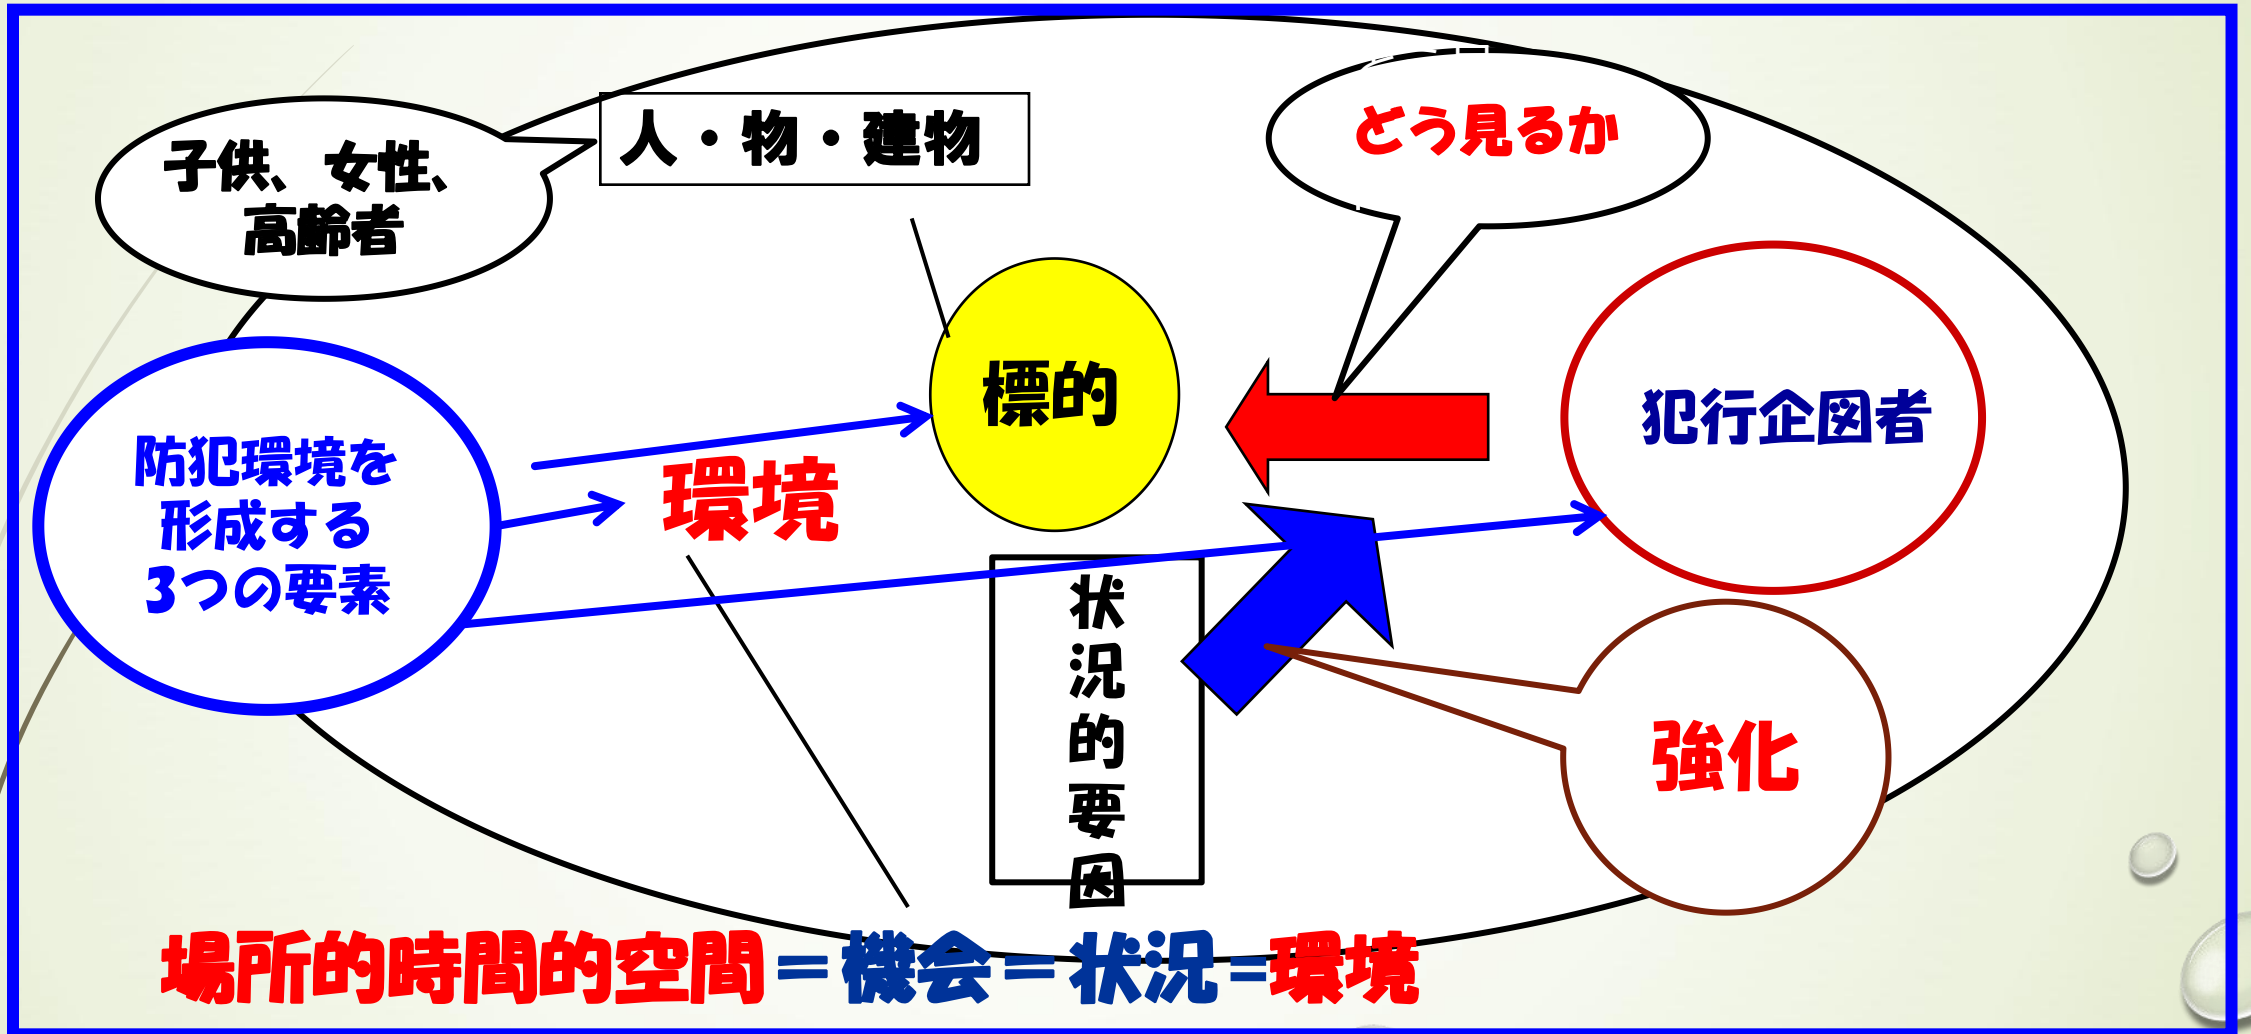 子供、女性、
高齢者
人・物・建物
どう見るか
標的
犯行企図者
防犯環境を
形成する
3つの要素
環境
状況的要因
強化
場所的時間的空間＝機会＝状況=環境